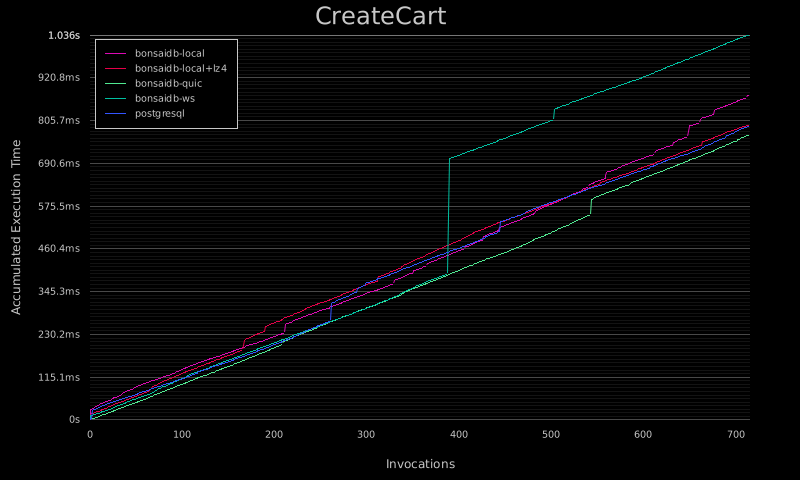 CreateCart
1.036s
920.8ms
805.7ms
690.6ms
575.5ms
460.4ms
345.3ms
230.2ms
115.1ms
0s
Accumulated Execution Time
bonsaidb-local
bonsaidb-local+lz4
bonsaidb-quic
bonsaidb-ws
postgresql
0 100 200 300 400 500 600 700
Invocations